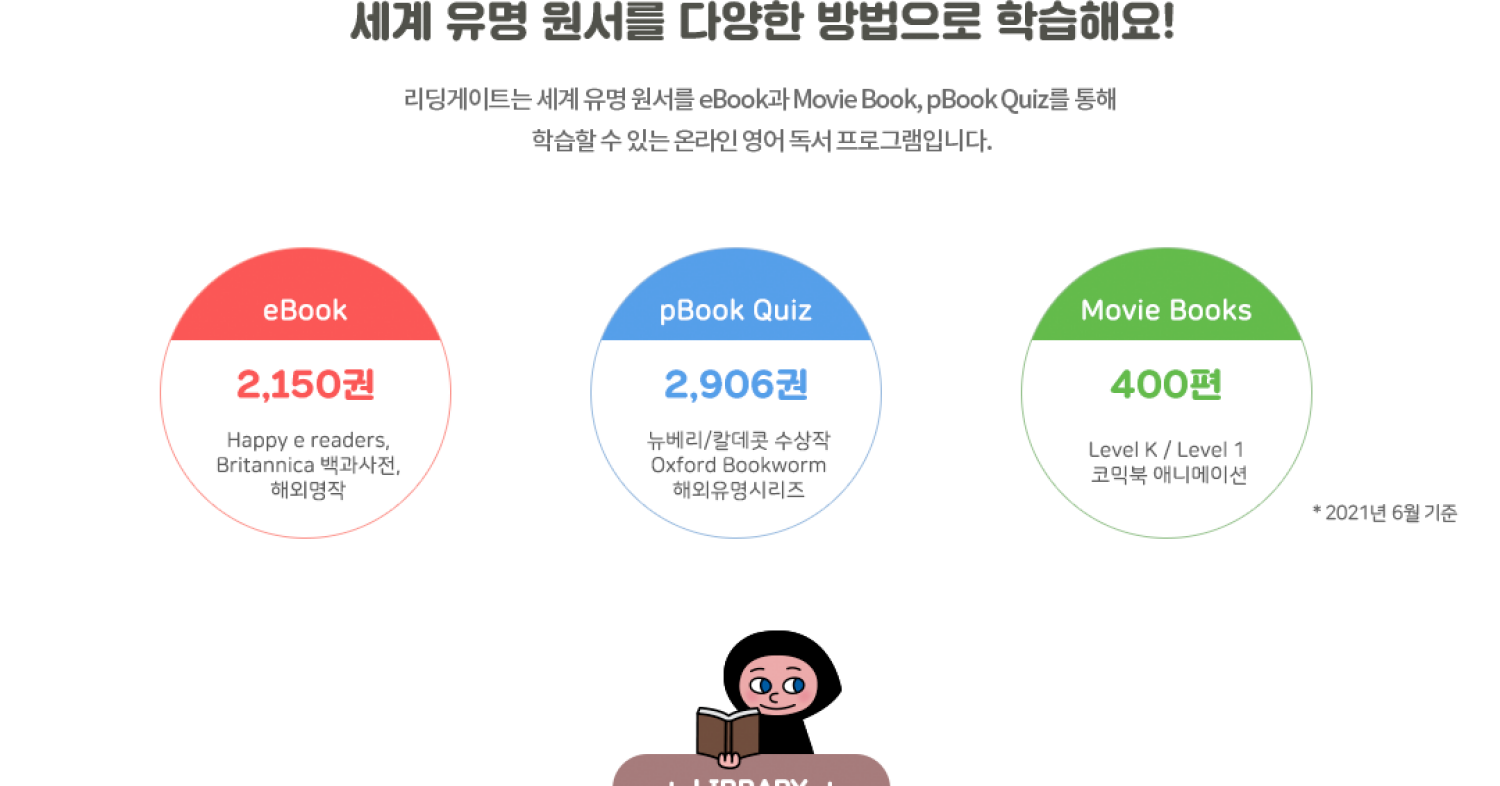 세계 유명 원서를 다양한 방법으로 학습해요!
리딩게이트는 세계 유명 원서를 eBook과 Movie Book, pBook Quiz를 통해
학습할 수 있는 온라인 영어 독서 프로그램입니다.
eBook
2,150권
Happy e readers,
Britannica 백과사전,
해외명작
pBook Quiz
2,906권
뉴베리/칼데콧 수상작
Oxford Bookworm
해외유명시리즈
Movie Books
400편
Level K / Level 1
코믹북 애니메이션
* 2021년 6월 기준
LIBRARY